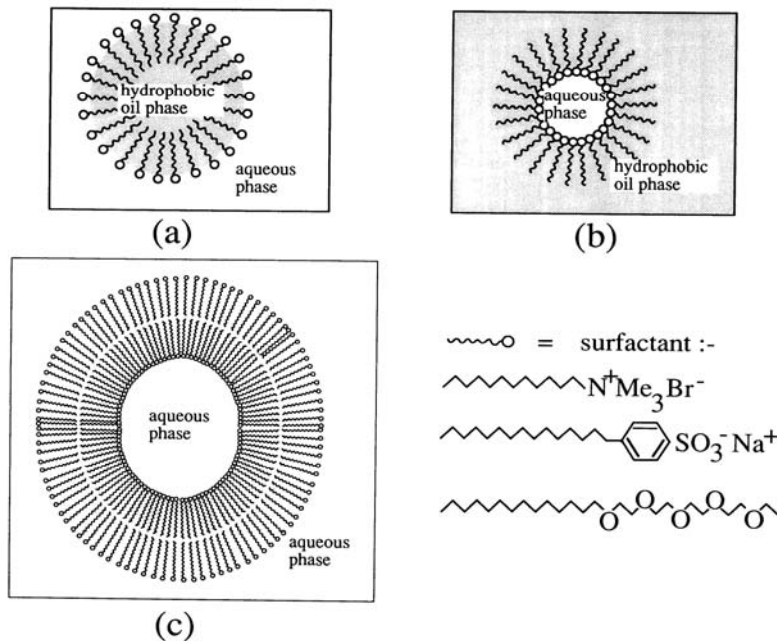 hydrophobic
oil phase
aqueous
phase
(a)
aqueous
phase
hydrophobic
oil phase
(b)
aqueous
phase
aqueous
phase
(c)
= surfactant :-
N⁺Me₃Br⁻
SO₃⁻Na⁺
O O O O O